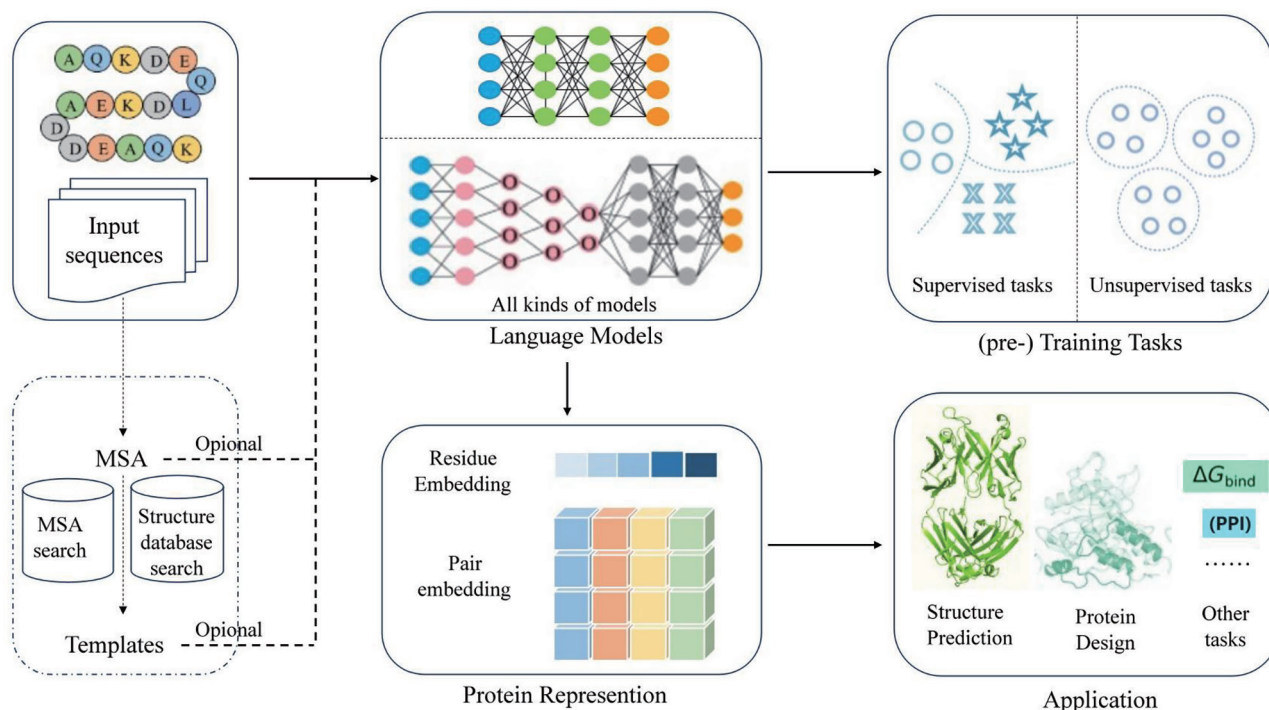 A Q K D E
Q
A E K D L
D
D E A Q K
Input
sequences
O O O
O O O
O O O
O
All kinds of models
Language Models
Supervised tasks
Unsupervised tasks
(pre-) Training Tasks
MSA
Opional
MSA
search
Structure
database
search
Templates
Opional
Residue
Embedding
Pair
embedding
Protein Represention
ΔGbind
(PPI)
......
Structure
Prediction
Protein
Design
Other
tasks
Application